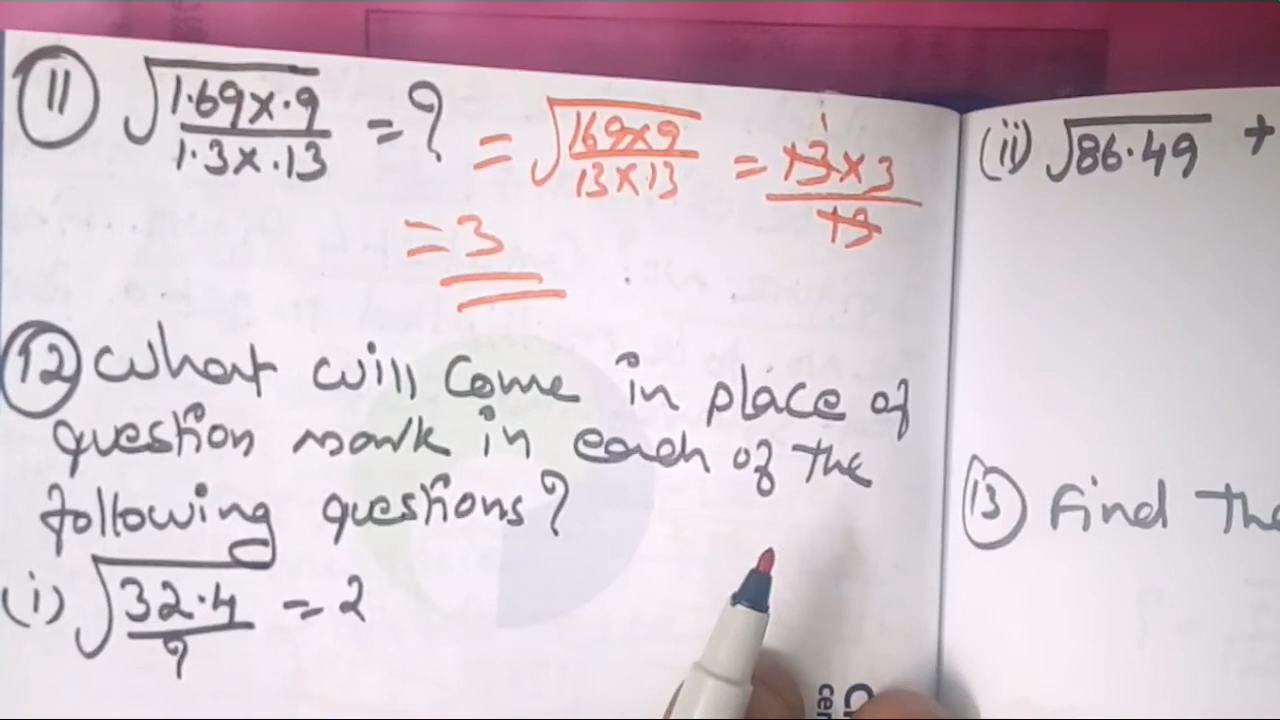 11 √(1.69×.9 / 1.3×.13) = ? = √(169×9 / 13×13) = 13×3 / 13
= 3
12 What will come in place of
question mark in each of the
following questions?
(i) √(32.4 / ?) = 2
(ii) √86.49 +
13 Find the